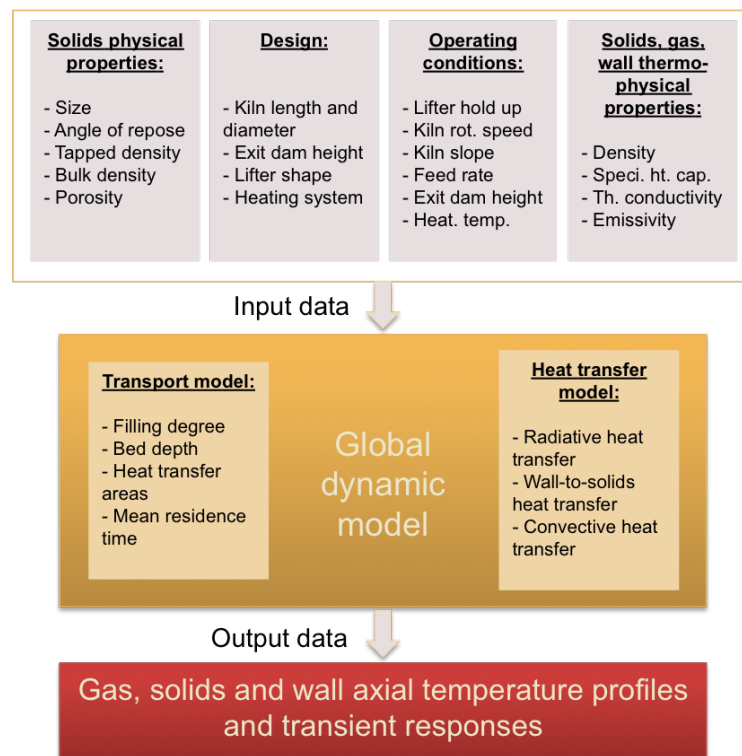 Solids physical
properties:
- Size
- Angle of repose
- Tapped density
- Bulk density
- Porosity
Design:
- Kiln length and
diameter
- Exit dam height
- Lifter shape
- Heating system
Operating
conditions:
- Lifter hold up
- Kiln rot. speed
- Kiln slope
- Feed rate
- Exit dam height
- Heat. temp.
Solids, gas,
wall thermo-
physical
properties:
- Density
- Speci. ht. cap.
- Th. conductivity
- Emissivity
Input data
Transport model:
- Filling degree
- Bed depth
- Heat transfer
areas
- Mean residence
time
Global
dynamic
model
Heat transfer
model:
- Radiative heat
transfer
- Wall-to-solids
heat transfer
- Convective heat
transfer
Output data
Gas, solids and wall axial temperature profiles
and transient responses